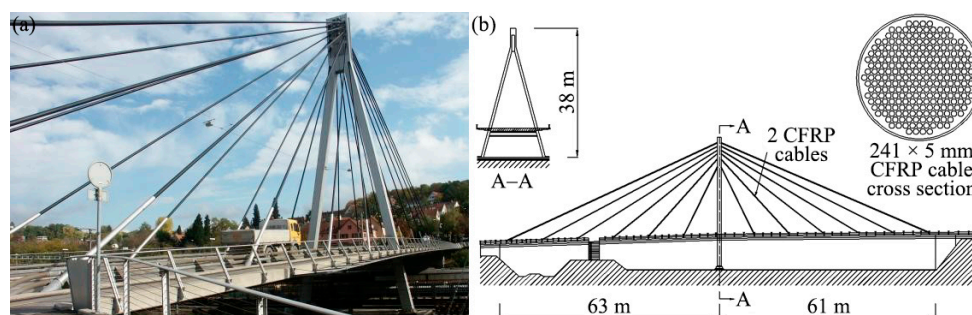 (a)
(b)
38 m
A
A–A
2 CFRP
cables
241 × 5 mm
CFRP cable
cross section
A
63 m
61 m